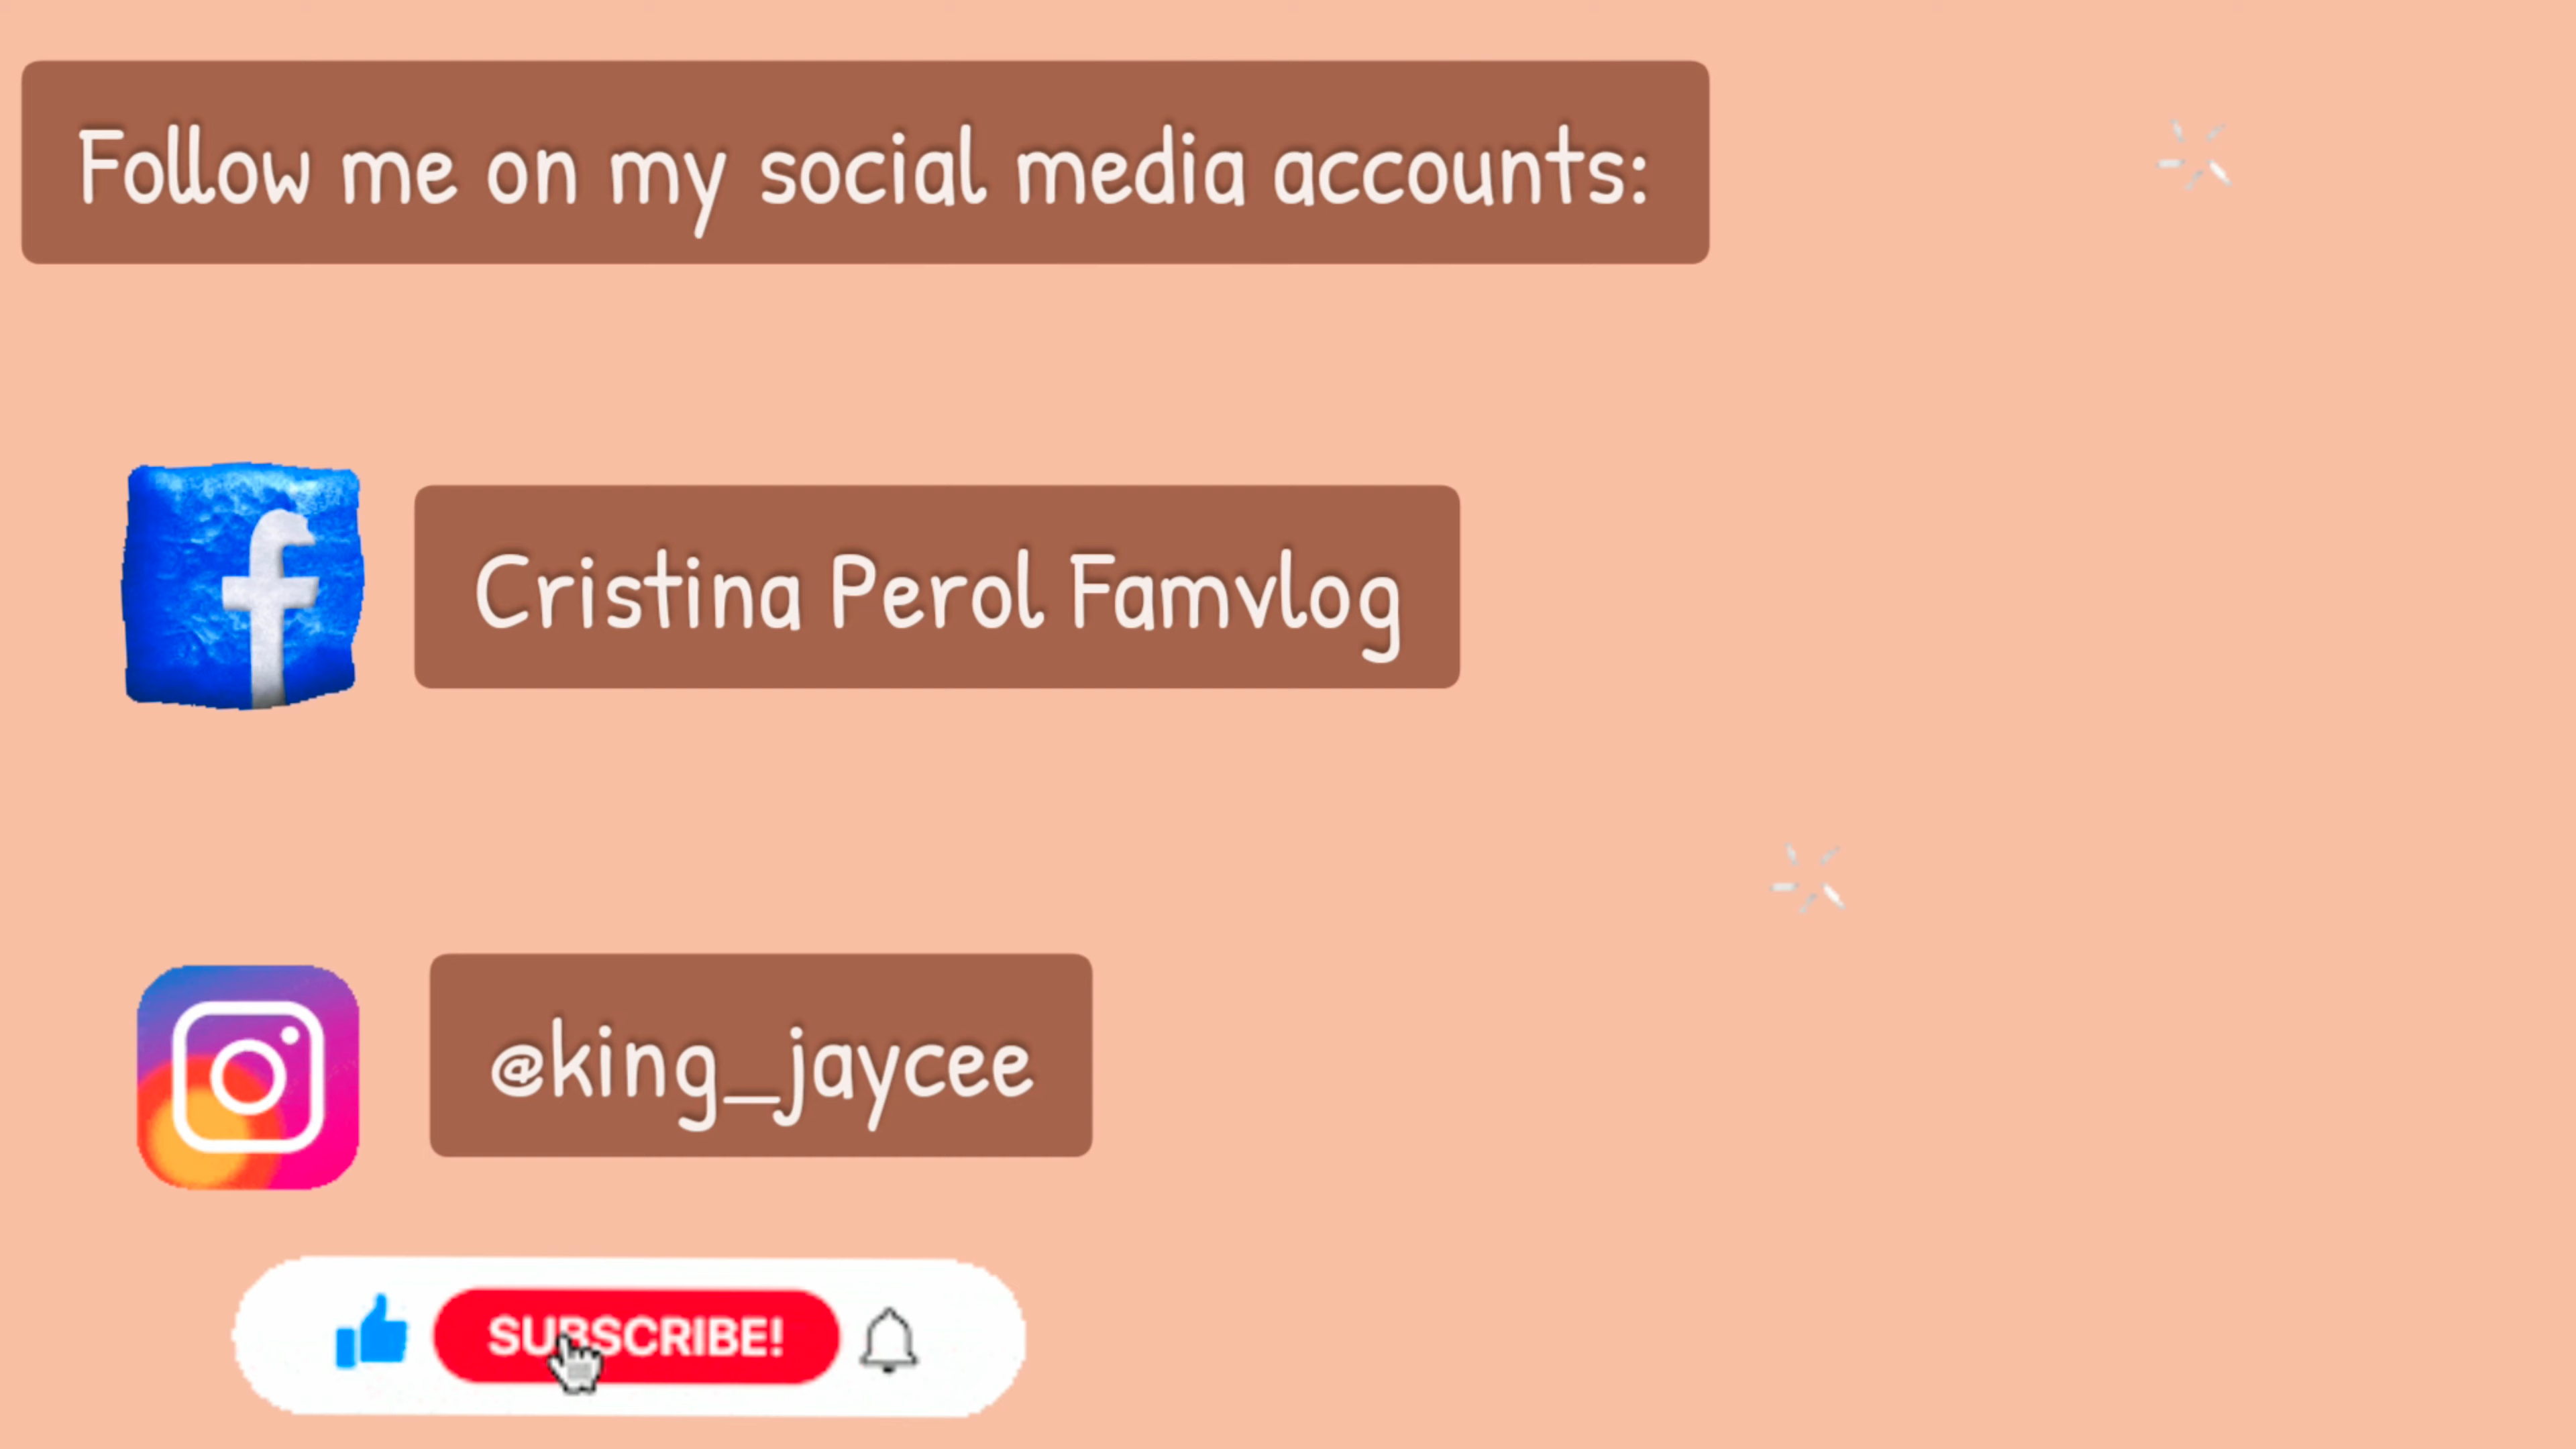 Follow me on my social media accounts:
f
Cristina Perol Famvlog
@king_jaycee
SUBSCRIBE!